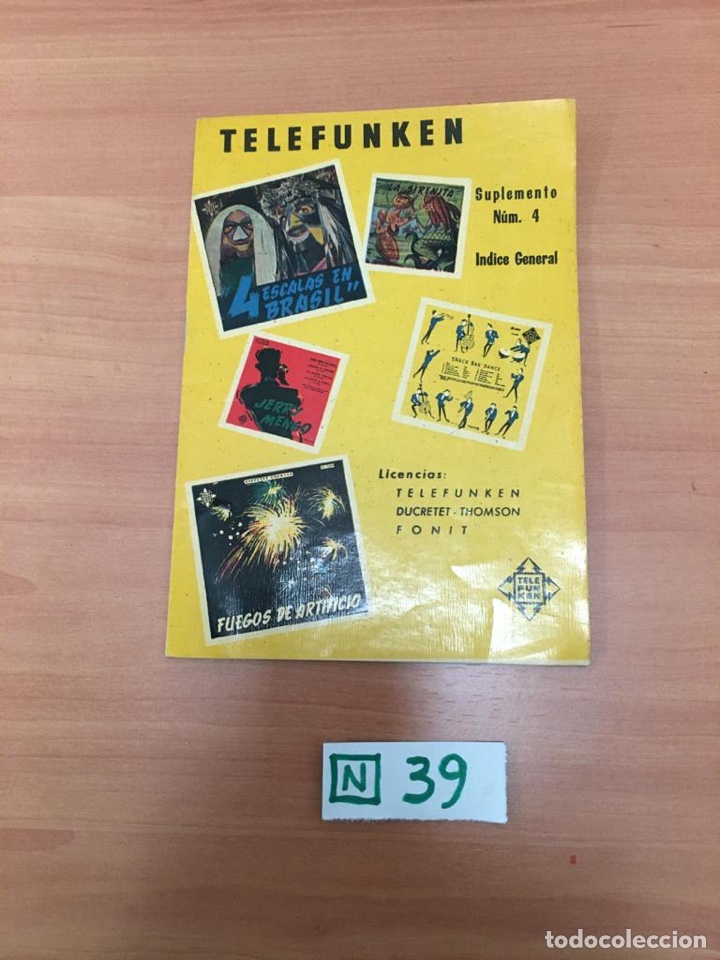 TELEFUNKEN
Suplemento
Núm. 4
Indice General
LA SIRENITA
"4 ESCALAS EN
BRASIL"
SNACK BAR DANCE
JERRY
MENGO
Licencias:
TELEFUNKEN
DUCRETET - THOMSON
FONIT
FUEGOS DE ARTIFICIO
TELE
FUN
KEN
N 39
todocoleccion